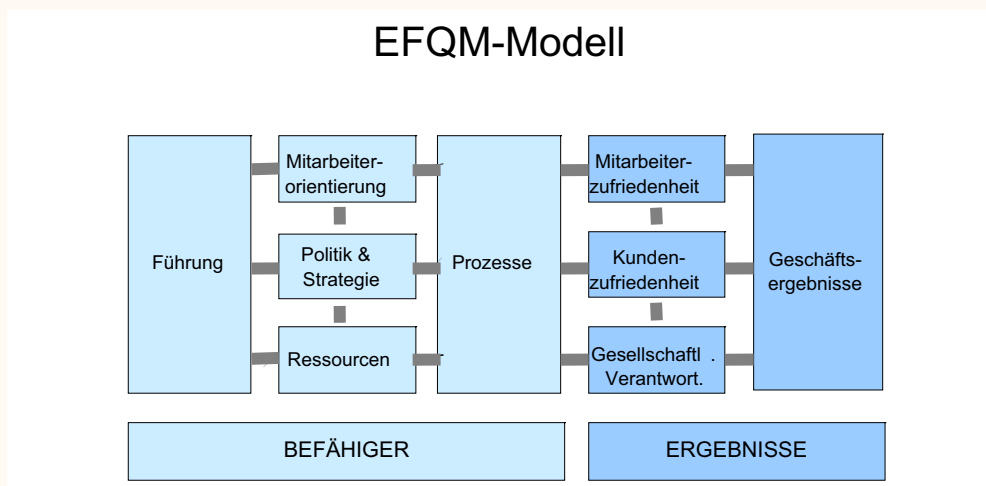 EFQM-Modell
Führung
Mitarbeiter-
orientierung
Politik &
Strategie
Ressourcen
Prozesse
Mitarbeiter-
zufriedenheit
Kunden-
zufriedenheit
Gesellschaftl .
Verantwort.
Geschäfts-
ergebnisse
BEFÄHIGER
ERGEBNISSE